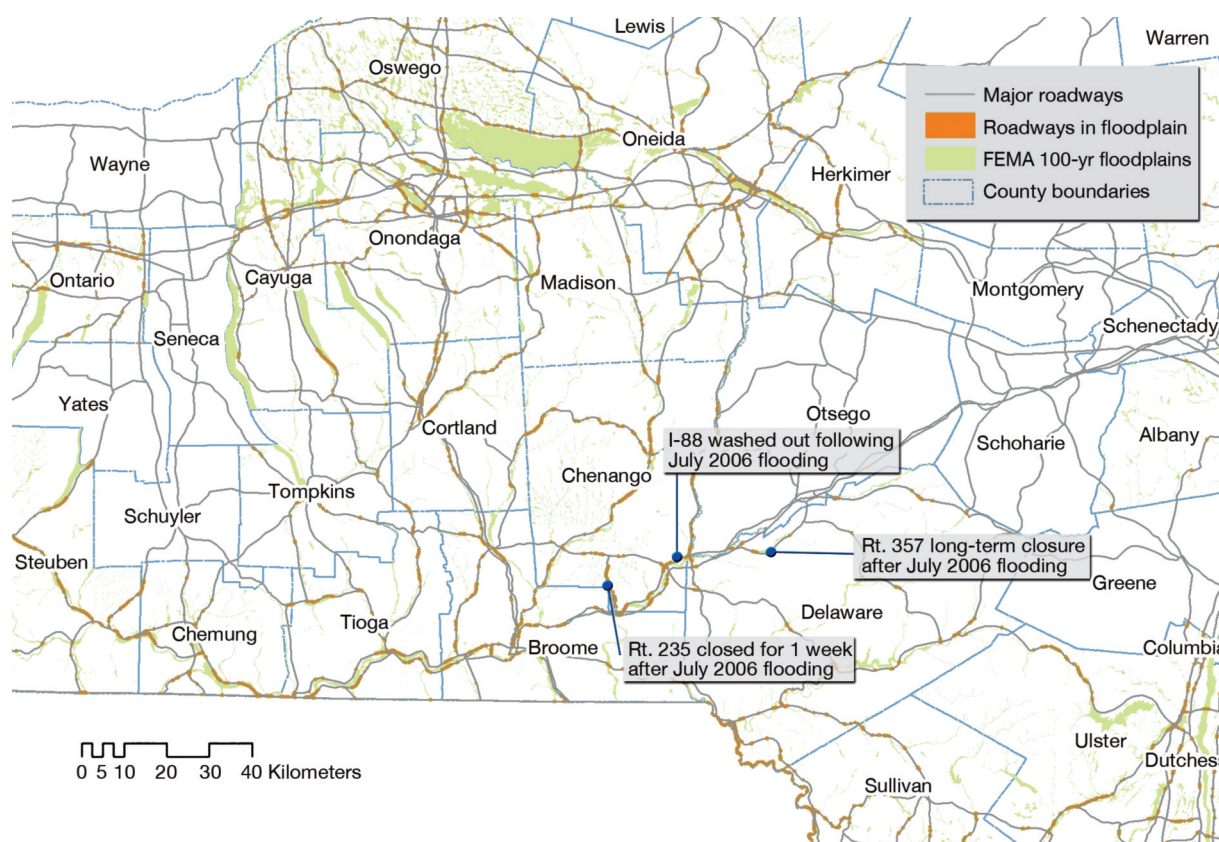 Lewis
Warren
Oswego
Major roadways
Oneida
Roadways in floodplain
Wayne
FEMA 100-yr floodplains
Herkimer
County boundaries
Onondaga
Ontario
Cayuga
Madison
Montgomery
Schenectady
Seneca
Yates
Otsego
Cortland
I-88 washed out following
July 2006 flooding
Schoharie
Albany
Chenango
Tompkins
Schuyler
Rt. 357 long-term closure
after July 2006 flooding
Steuben
Greene
Delaware
Tioga
Chemung
Broome
Rt. 235 closed for 1 week
after July 2006 flooding
Columbia
Ulster
0 5 10 20 30 40 Kilometers
Dutchess
Sullivan